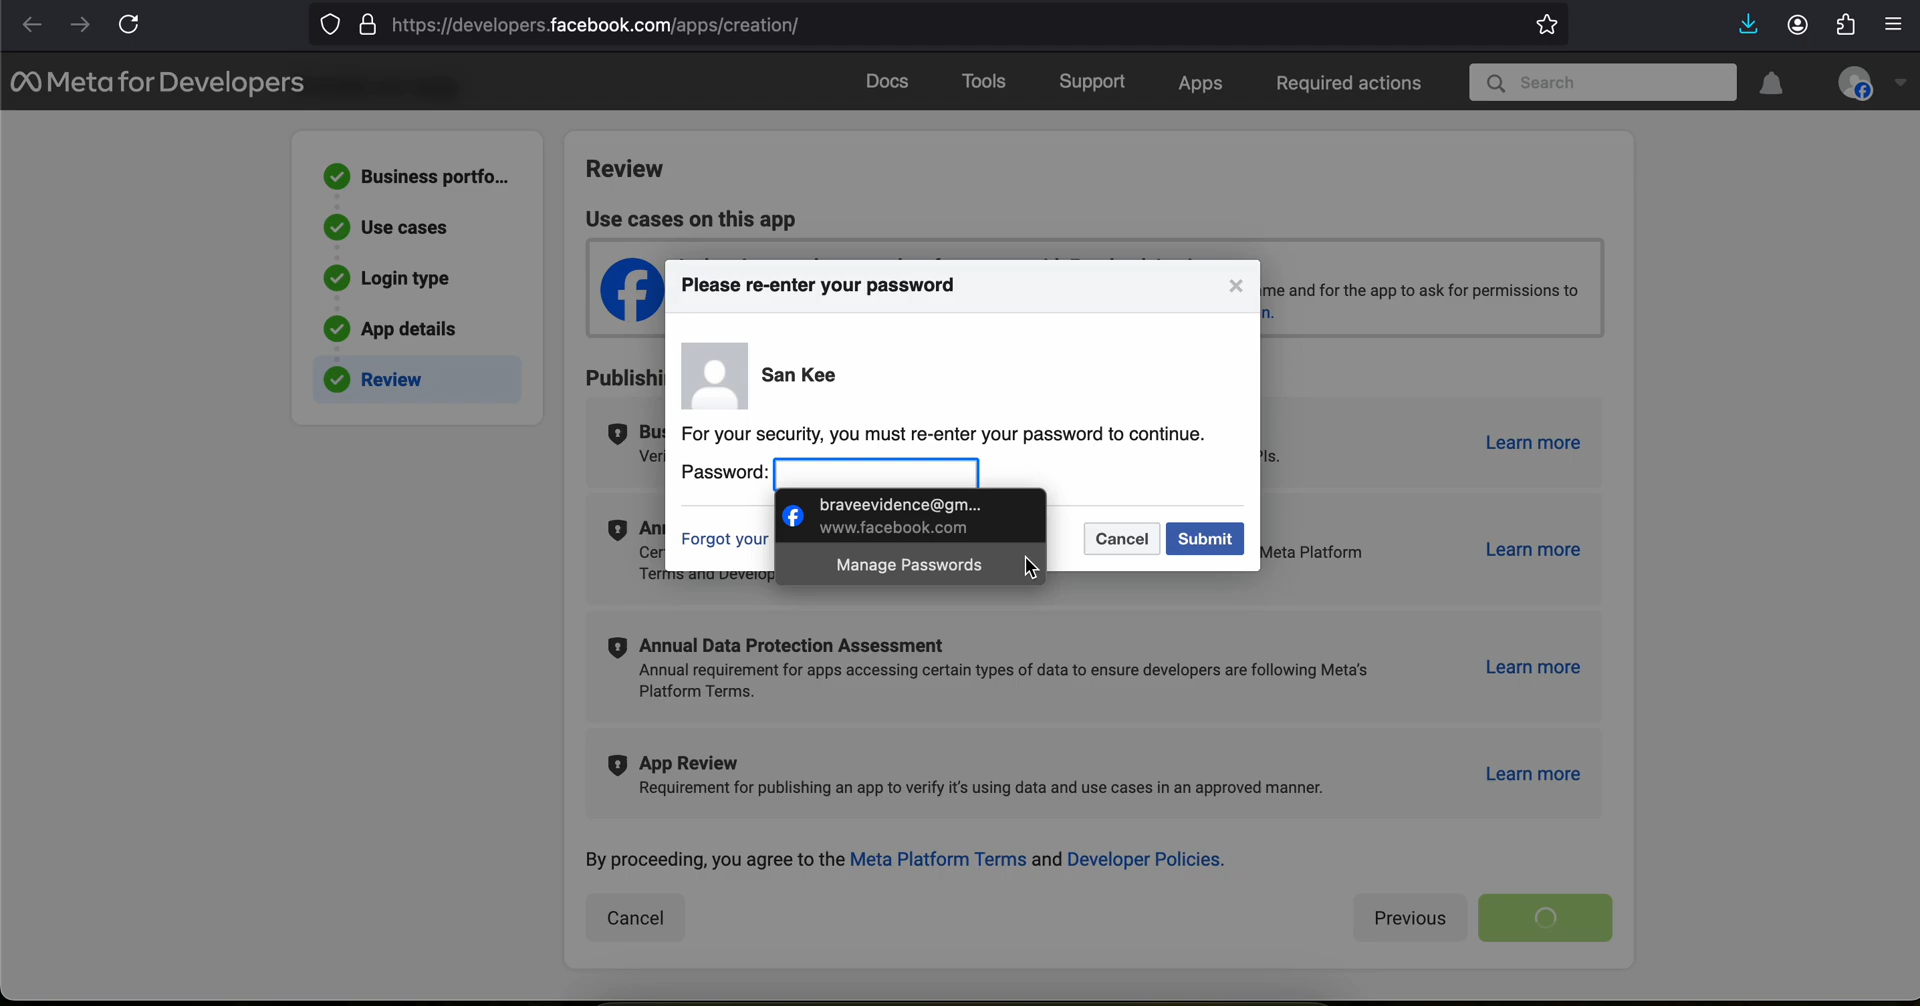 https://developers.facebook.com/apps/creation/
Meta for Developers
Docs
Tools
Support
Apps
Required actions
Search
Business portfo...
Use cases
Login type
App details
Review
Review
Use cases on this app
me and for the app to ask for permissions to
n.
Please re-enter your password
San Kee
For your security, you must re-enter your password to continue.
Password:
braveevidence@gm...
www.facebook.com
Manage Passwords
Forgot your
Cancel
Submit
Publishi
Bus
Veri
Is.
Learn more
Ann
Cer
Meta Platform
Terms and Develop
Learn more
Annual Data Protection Assessment
Annual requirement for apps accessing certain types of data to ensure developers are following Meta's
Platform Terms.
Learn more
App Review
Requirement for publishing an app to verify it's using data and use cases in an approved manner.
Learn more
By proceeding, you agree to the Meta Platform Terms and Developer Policies.
Cancel
Previous